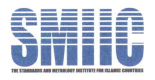 SMIIC
THE STANDARDS AND METROLOGY INSTITUTE FOR ISLAMIC COUNTRIES